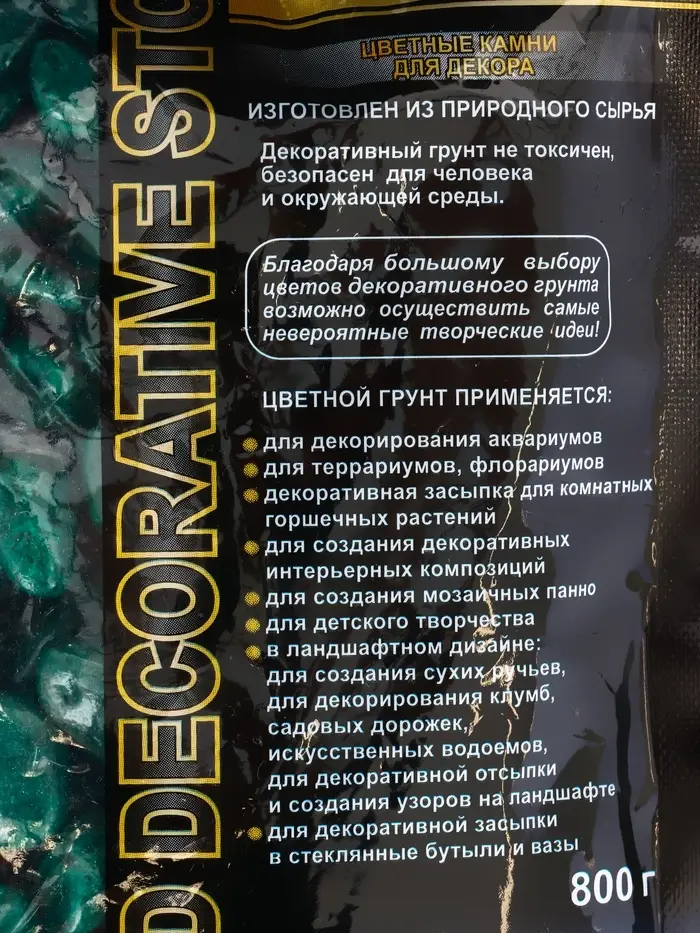 ЦВЕТНЫЕ КАМНИ
ДЛЯ ДЕКОРА
ИЗГОТОВЛЕН ИЗ ПРИРОДНОГО СЫРЬЯ
Декоративный грунт не токсичен,
безопасен для человека
и окружающей среды.
Благодаря большому выбору
цветов декоративного грунта
возможно осуществить самые
невероятные творческие идеи!
ЦВЕТНОЙ ГРУНТ ПРИМЕНЯЕТСЯ:
для декорирования аквариумов
для террариумов, флорариумов
декоративная засыпка для комнатных
горшечных растений
для создания декоративных
интерьерных композиций
для создания мозаичных панно
для детского творчества
в ландшафтном дизайне:
для создания сухих ручьев,
для декорирования клумб,
садовых дорожек,
искусственных водоемов,
для декоративной отсыпки
и создания узоров на ландшафте
для декоративной засыпки
в стеклянные бутыли и вазы
800 г
DECORATIVE